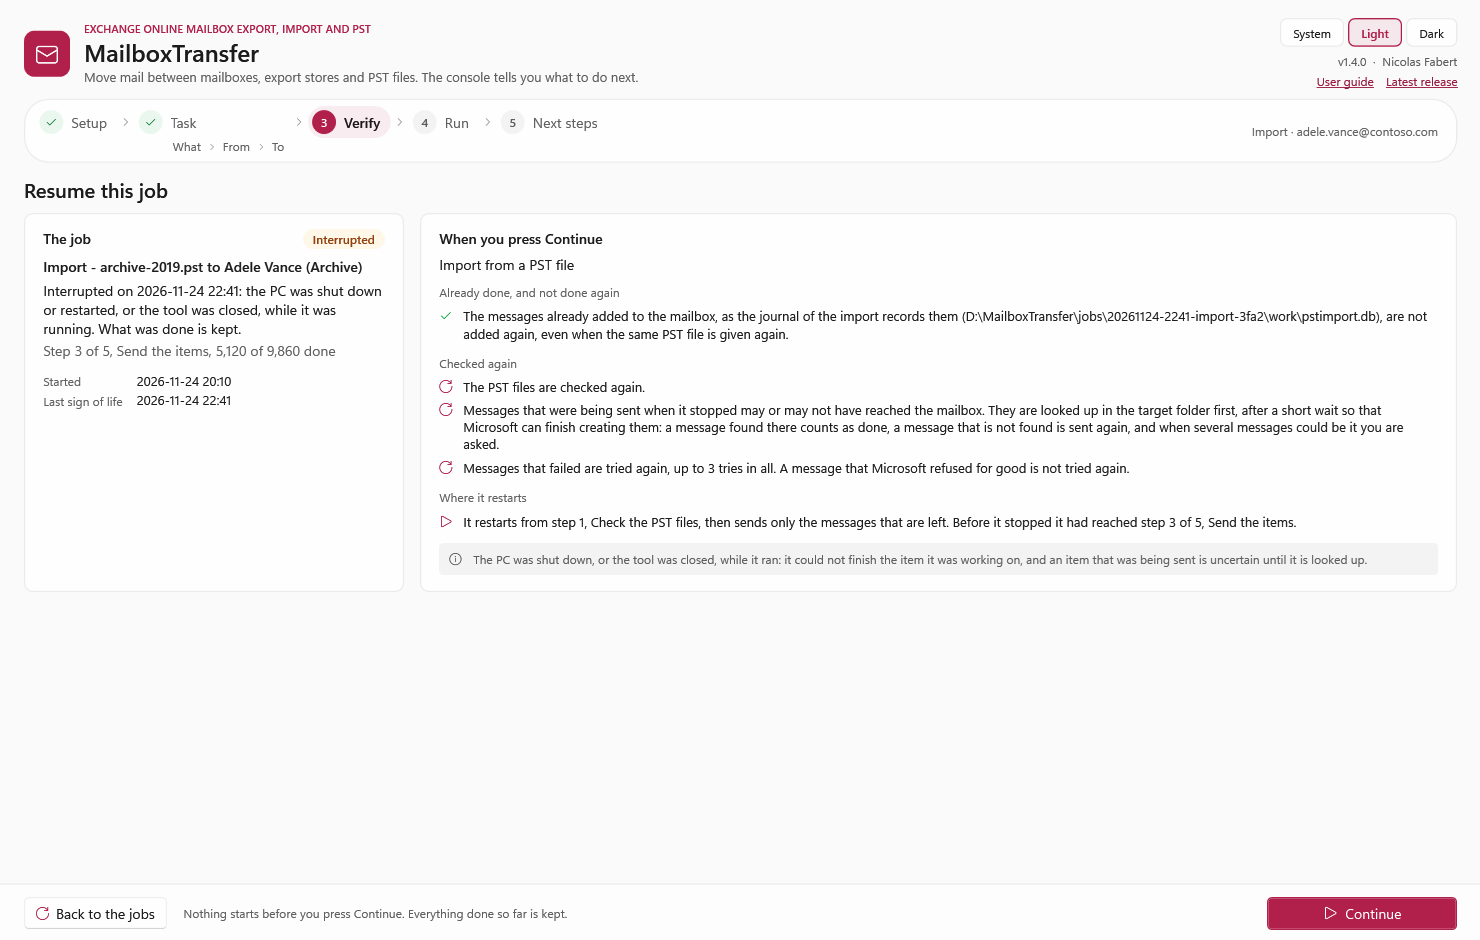 EXCHANGE ONLINE MAILBOX EXPORT, IMPORT AND PST
MailboxTransfer
Move mail between mailboxes, export stores and PST files. The console tells you what to do next.
System
Light
Dark
v1.4.0 · Nicolas Fabert
User guide
Latest release
Setup
Task
3
Verify
4
Run
5
Next steps
What
From
To
Import · adele.vance@contoso.com
Resume this job
The job
Interrupted
Import - archive-2019.pst to Adele Vance (Archive)
Interrupted on 2026-11-24 22:41: the PC was shut down
or restarted, or the tool was closed, while it was
running. What was done is kept.
Step 3 of 5, Send the items, 5,120 of 9,860 done
Started 2026-11-24 20:10
Last sign of life 2026-11-24 22:41
When you press Continue
Import from a PST file
Already done, and not done again
The messages already added to the mailbox, as the journal of the import records them (D:\MailboxTransfer\jobs\20261124-2241-import-3fa2\work\pstimport.db), are not
added again, even when the same PST file is given again.
Checked again
The PST files are checked again.
Messages that were being sent when it stopped may or may not have reached the mailbox. They are looked up in the target folder first, after a short wait so that
Microsoft can finish creating them: a message found there counts as done, a message that is not found is sent again, and when several messages could be it you are
asked.
Messages that failed are tried again, up to 3 tries in all. A message that Microsoft refused for good is not tried again.
Where it restarts
It restarts from step 1, Check the PST files, then sends only the messages that are left. Before it stopped it had reached step 3 of 5, Send the items.
The PC was shut down, or the tool was closed, while it ran: it could not finish the item it was working on, and an item that was being sent is uncertain until it is looked up.
Back to the jobs
Nothing starts before you press Continue. Everything done so far is kept.
Continue